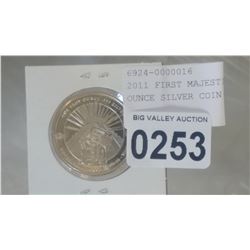 6924-0000016
2011 FIRST MAJEST
OUNCE SILVER COIN
BIG VALLEY AUCTION
0253